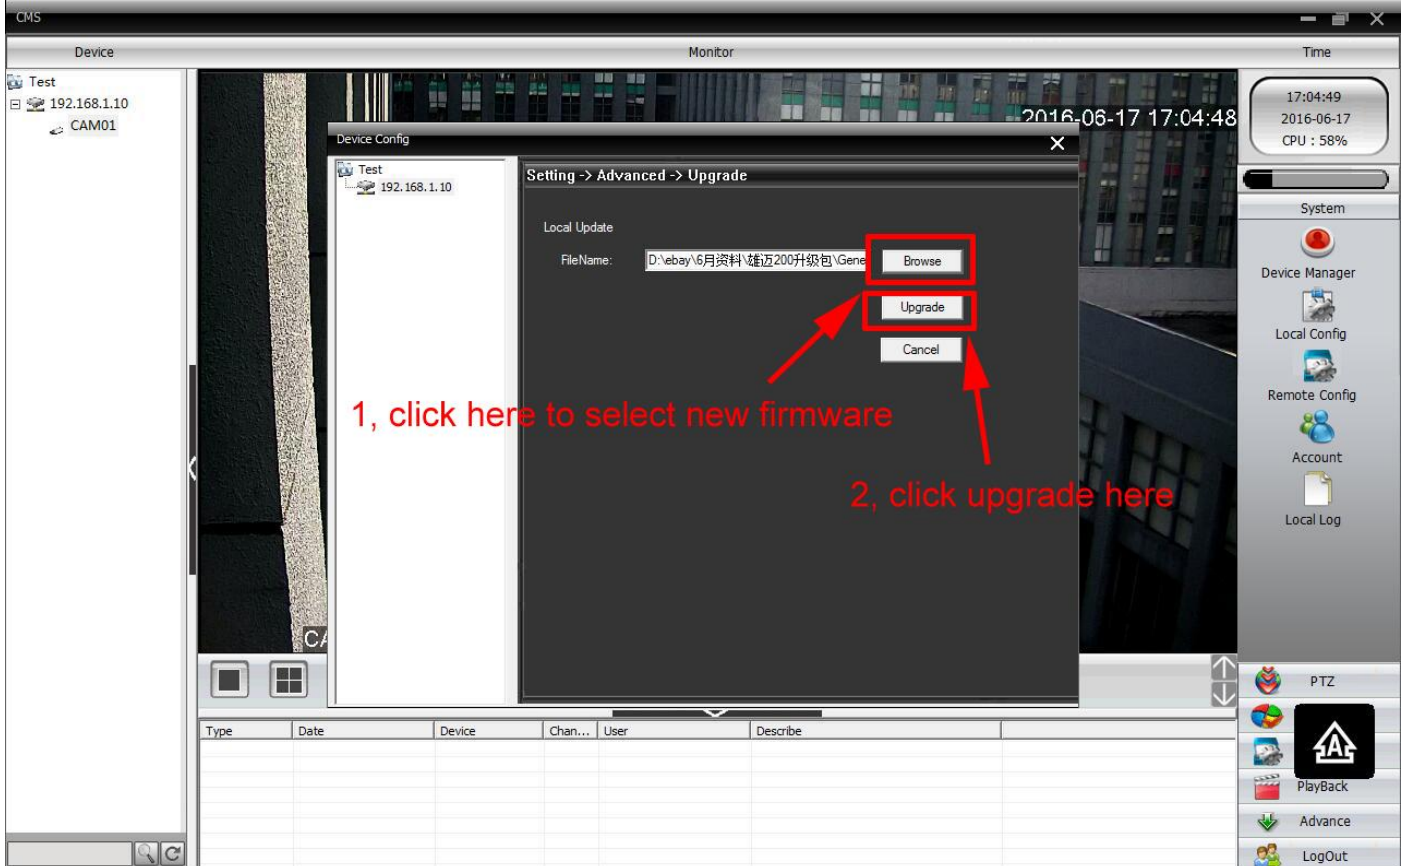 CMS
Device
Monitor
Time
Test
192.168.1.10
CAM01
2016-06-17 17:04:48
17:04:49
2016-06-17
CPU : 58%
Device Config
Test
192.168.1.10
Setting -> Advanced -> Upgrade
Local Update
FileName:
D:\ebay\6月资料\雄迈200升级包\Gene
Browse
Upgrade
Cancel
1, click here to select new firmware
2, click upgrade here
System
Device Manager
Local Config
Remote Config
Account
Local Log
CA
PTZ
A
PlayBack
Advance
LogOut
Type
Date
Device
Chan...
User
Describe